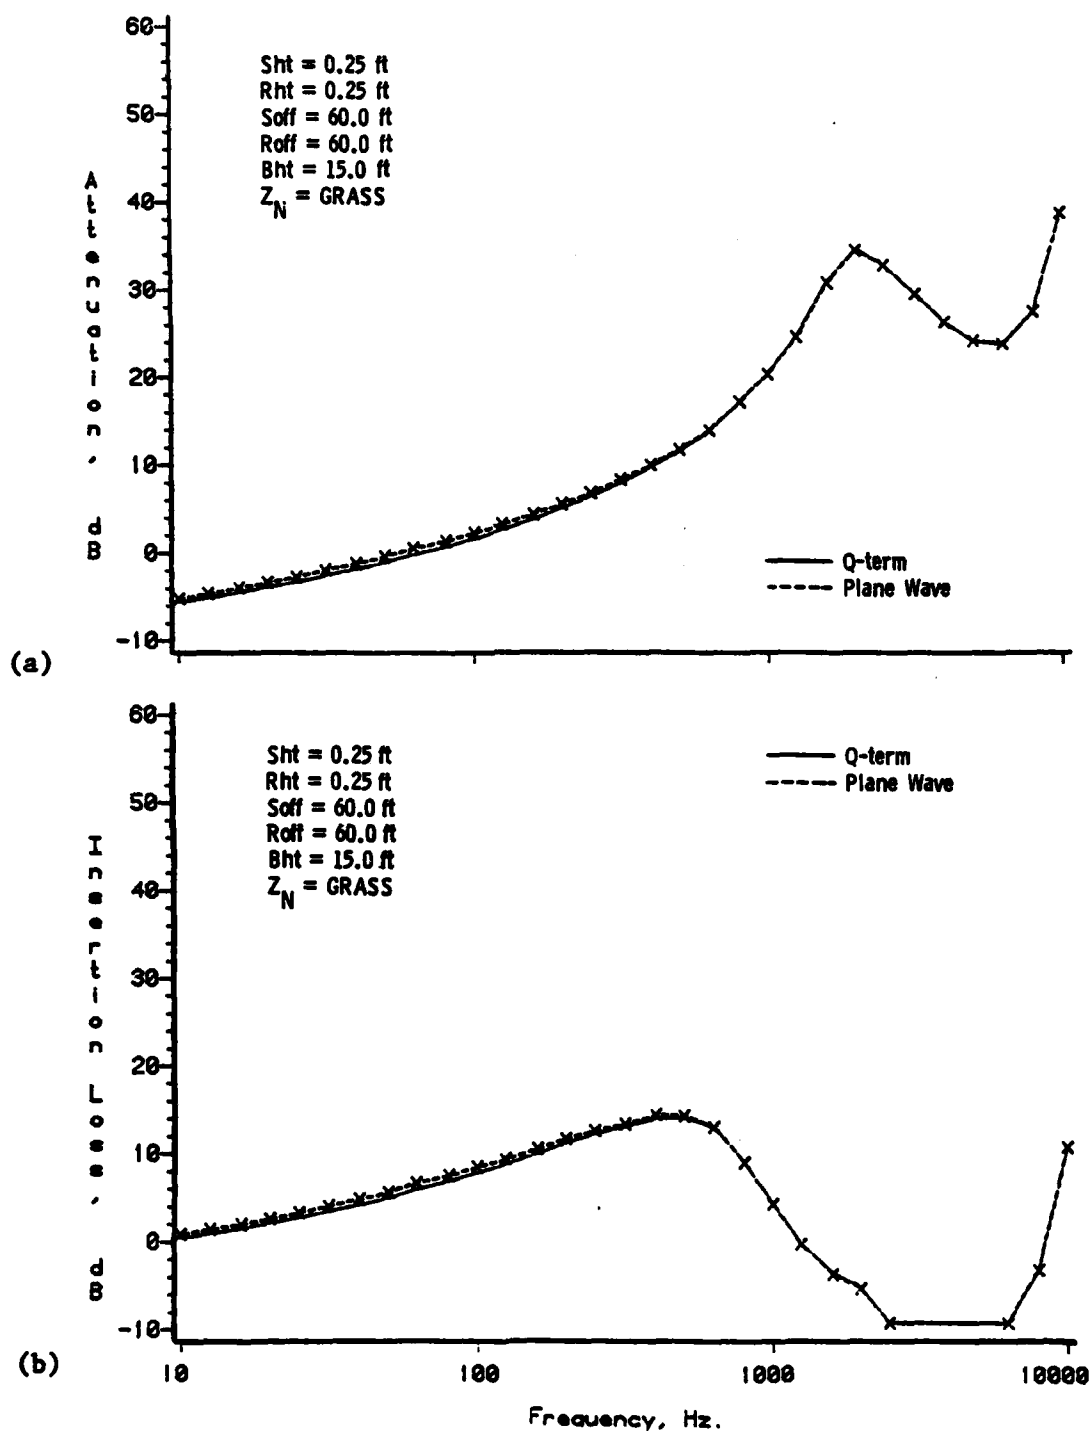 60
50
40
30
20
10
0
-10
Attenuation, dB
Sht = 0.25 ft
Rht = 0.25 ft
Soff = 60.0 ft
Roff = 60.0 ft
Bht = 15.0 ft
Z_N = GRASS
Q-term
Plane Wave
(a)
60
50
40
30
20
10
0
-10
Insertion Loss, dB
Sht = 0.25 ft
Rht = 0.25 ft
Soff = 60.0 ft
Roff = 60.0 ft
Bht = 15.0 ft
Z_N = GRASS
Q-term
Plane Wave
(b)
10 100 1000 10000
Frequency, Hz.